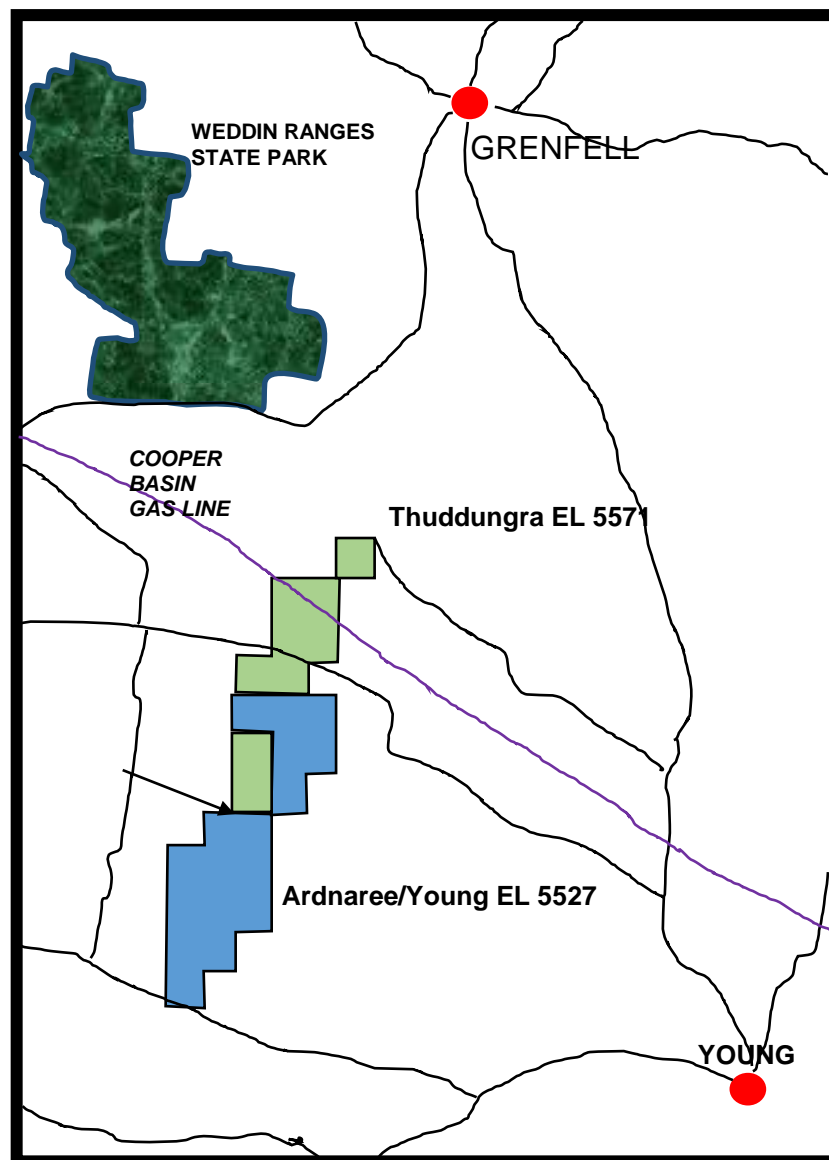 WEDDIN RANGES
STATE PARK
GRENFELL
COOPER
BASIN
GAS LINE
Thuddungra EL 5571
Ardnaree/Young EL 5527
YOUNG